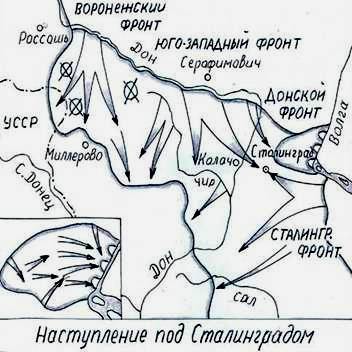 ВОРОНЕЖСКИЙ
ФРОНТ
Россошь
Дон
ЮГО-ЗАПАДНЫЙ ФРОНТ
Серафимович
ДОНСКОЙ
ФРОНТ
Волга
УССР
Миллерово
Калачо
Сталинград
С. Донец
чир
СТАЛИНГР.
ФРОНТ
Дон
Сал
Наступление под Сталинградом